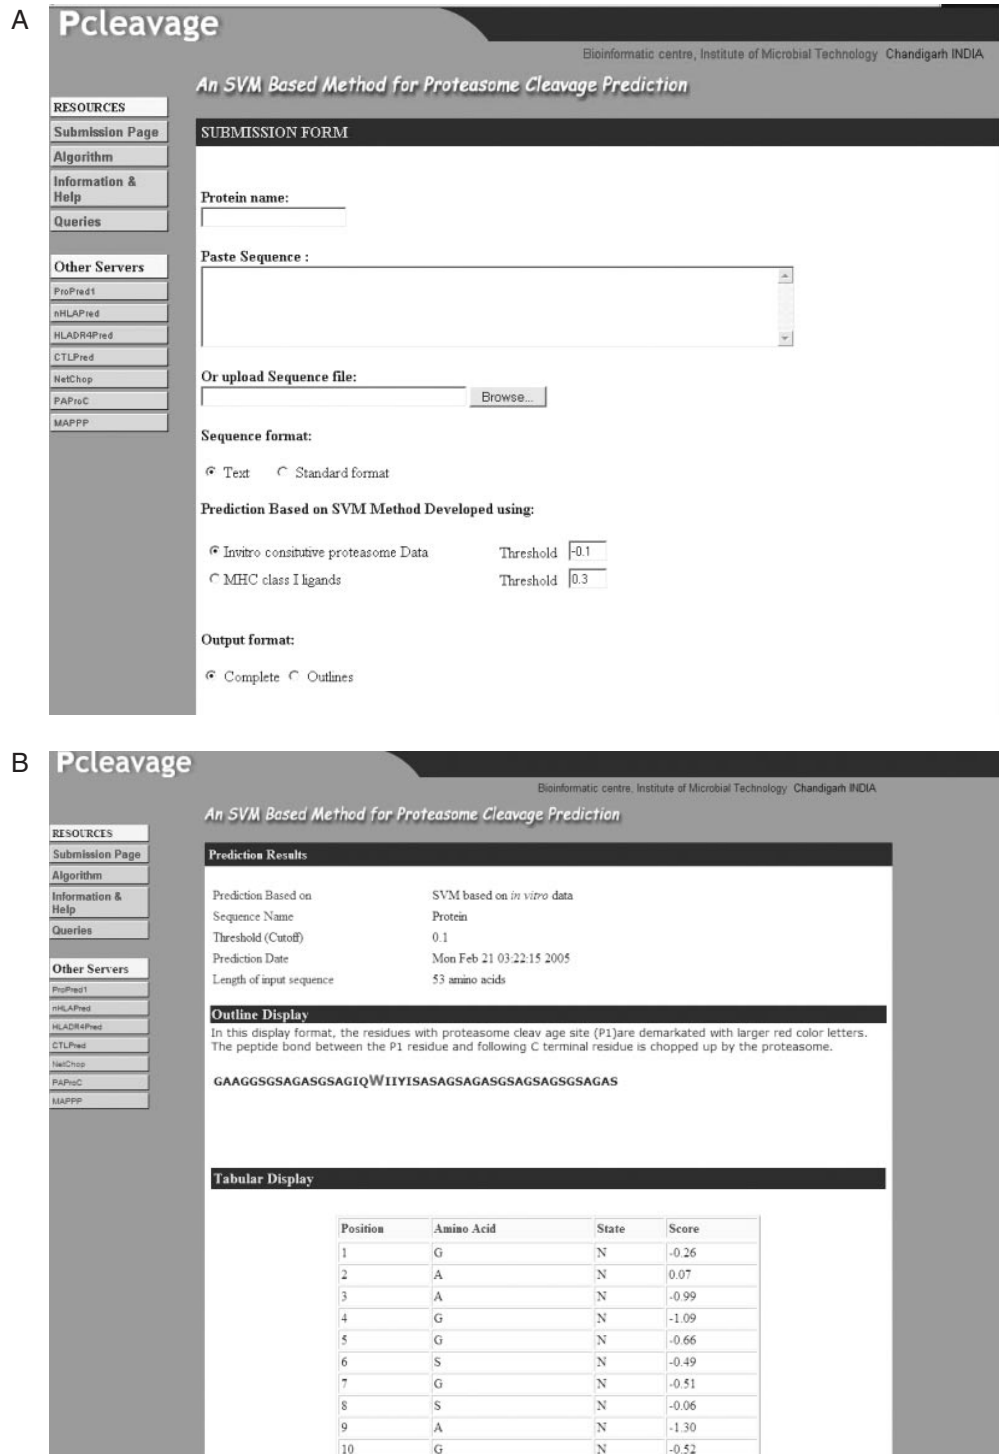 A
Pcleavage
Bioinformatic centre, Institute of Microbial Technology Chandigarh INDIA
An SVM Based Method for Proteasome Cleavage Prediction
RESOURCES
Submission Page
Algorithm
Information &
Help
Queries
Other Servers
ProPred1
nHLAPred
HLADR4Pred
CTLPred
NetChop
PAProC
MAPPP
SUBMISSION FORM
Protein name:
Paste Sequence :
Or upload Sequence file:
Browse...
Sequence format:
Text Standard format
Prediction Based on SVM Method Developed using:
Invitro consitutive proteasome Data Threshold -0.1
MHC class I ligands Threshold 0.3
Output format:
Complete Outlines
B
Pcleavage
Bioinformatic centre, Institute of Microbial Technology Chandigarh INDIA
An SVM Based Method for Proteasome Cleavage Prediction
RESOURCES
Submission Page
Algorithm
Information &
Help
Queries
Other Servers
ProPred1
nHLAPred
HLADR4Pred
CTLPred
NetChop
PAProC
MAPPP
Prediction Results
Prediction Based on SVM based on in vitro data
Sequence Name Protein
Threshold (Cutoff) 0.1
Prediction Date Mon Feb 21 03:22:15 2005
Length of input sequence 53 amino acids
Outline Display
In this display format, the residues with proteasome cleav age site (P1)are demarkated with larger red color letters.
The peptide bond between the P1 residue and following C terminal residue is chopped up by the proteasome.
GAAGGSGSAGASGSAGIQWIIYISASAGSAGASGSAGSAGSGSAGAS
Tabular Display
Position Amino Acid State Score
1 G N -0.26
2 A N 0.07
3 A N -0.99
4 G N -1.09
5 G N -0.66
6 S N -0.49
7 G N -0.51
8 S N -0.06
9 A N -1.30
10 G N -0.52